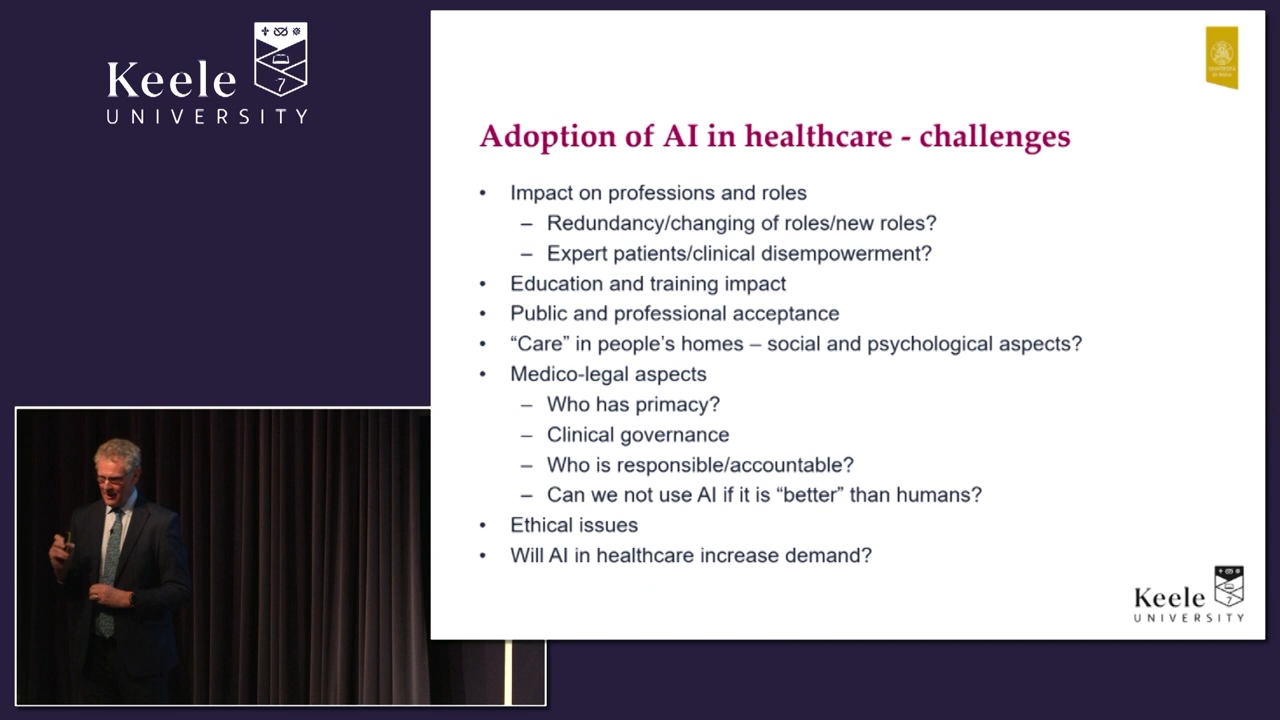 Keele
UNIVERSITY
Adoption of AI in healthcare - challenges
• Impact on professions and roles
– Redundancy/changing of roles/new roles?
– Expert patients/clinical disempowerment?
• Education and training impact
• Public and professional acceptance
• “Care” in people’s homes – social and psychological aspects?
• Medico-legal aspects
– Who has primacy?
– Clinical governance
– Who is responsible/accountable?
– Can we not use AI if it is “better” than humans?
• Ethical issues
• Will AI in healthcare increase demand?
Keele
UNIVERSITY